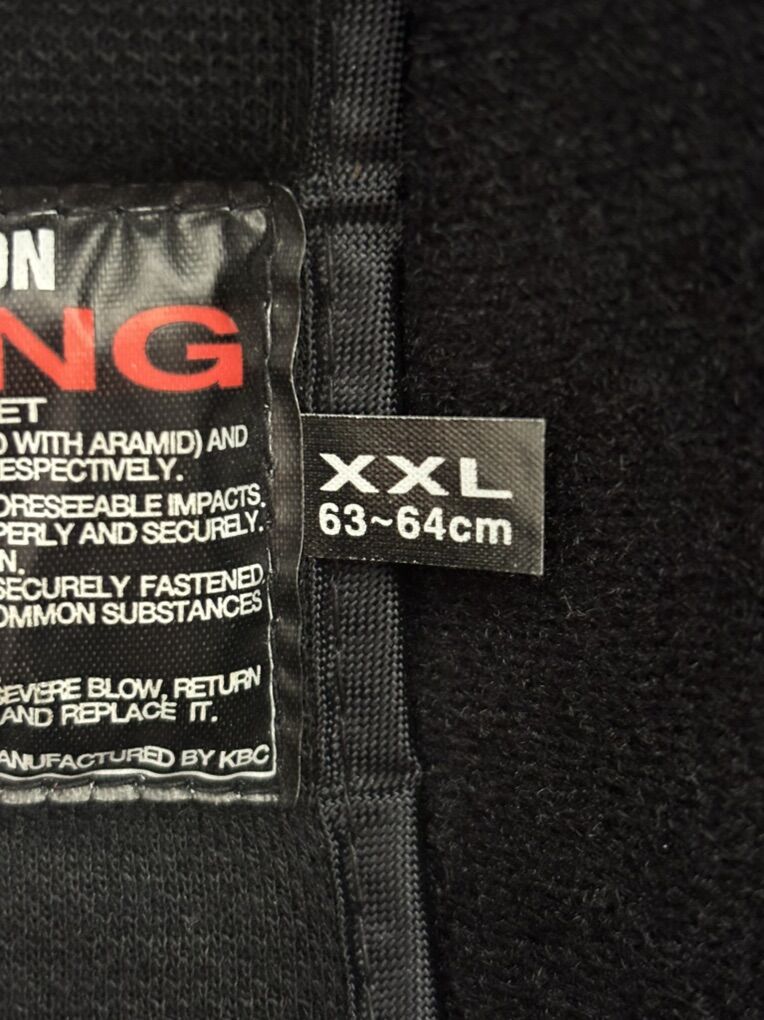 ON
NG
ET
D WITH ARAMID) AND
ESPECTIVELY.
ORESEEABLE IMPACTS.
PERLY AND SECURELY.
N.
SECURELY FASTENED.
OMMON SUBSTANCES
SEVERE BLOW, RETURN
AND REPLACE IT.
ANUFACTURED BY KBC
XXL
63~64cm